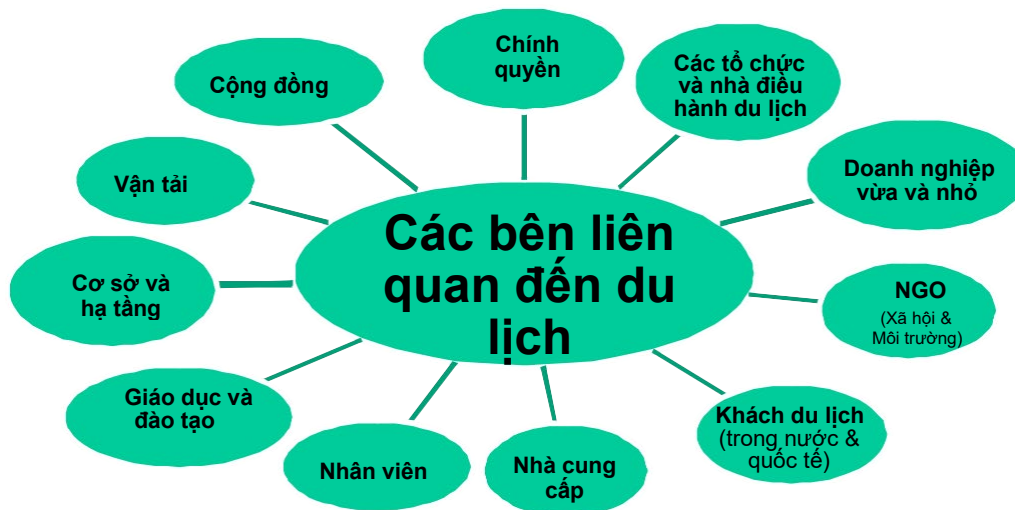 Chính
quyền
Các tổ chức
và nhà điều
hành du lịch
Cộng đồng
Doanh nghiệp
vừa và nhỏ
Vận tải
Các bên liên
quan đến du
lịch
Cơ sở và
hạ tầng
NGO
(Xã hội &
Môi trường)
Giáo dục và
đào tạo
Khách du lịch
(trong nước &
quốc tế)
Nhân viên
Nhà cung
cấp